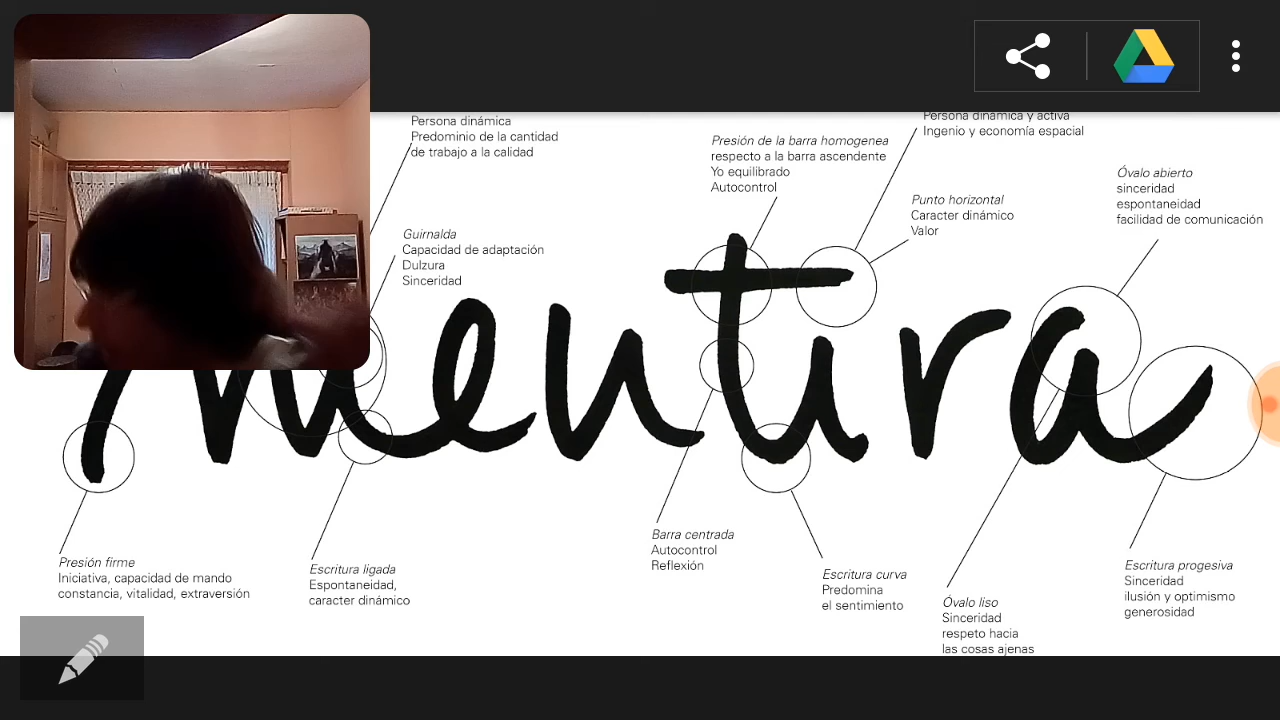 Persona dinámica
Predominio de la cantidad
de trabajo a la calidad
Guirnalda
Capacidad de adaptación
Dulzura
Sinceridad
Presión de la barra homogenea
respecto a la barra ascendente
Yo equilibrado
Autocontrol
Persona dinámica y activa
Ingenio y economía espacial
Punto horizontal
Caracter dinámico
Valor
Óvalo abierto
sinceridad
espontaneidad
facilidad de comunicación
mentira
Presión firme
Iniciativa, capacidad de mando
constancia, vitalidad, extraversión
Escritura ligada
Espontaneidad,
caracter dinámico
Barra centrada
Autocontrol
Reflexión
Escritura curva
Predomina
el sentimiento
Óvalo liso
Sinceridad
respeto hacia
las cosas ajenas
Escritura progesiva
Sinceridad
ilusión y optimismo
generosidad